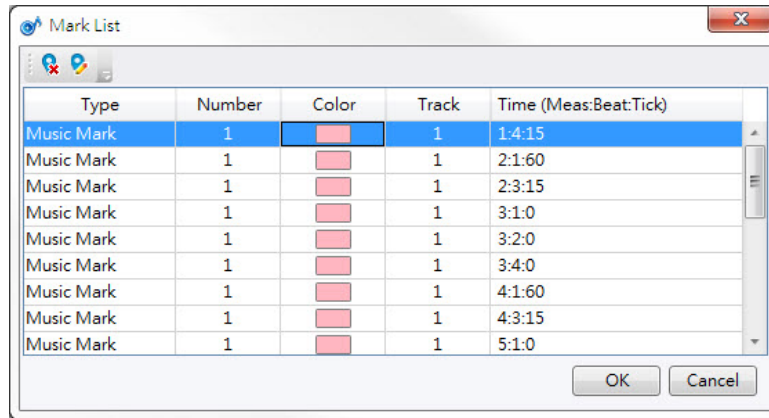 Mark List
Type Number Color Track Time (Meas:Beat:Tick)
Music Mark 1 1 1:4:15
Music Mark 1 1 2:1:60
Music Mark 1 1 2:3:15
Music Mark 1 1 3:1:0
Music Mark 1 1 3:2:0
Music Mark 1 1 3:4:0
Music Mark 1 1 4:1:60
Music Mark 1 1 4:3:15
Music Mark 1 1 5:1:0
OK Cancel